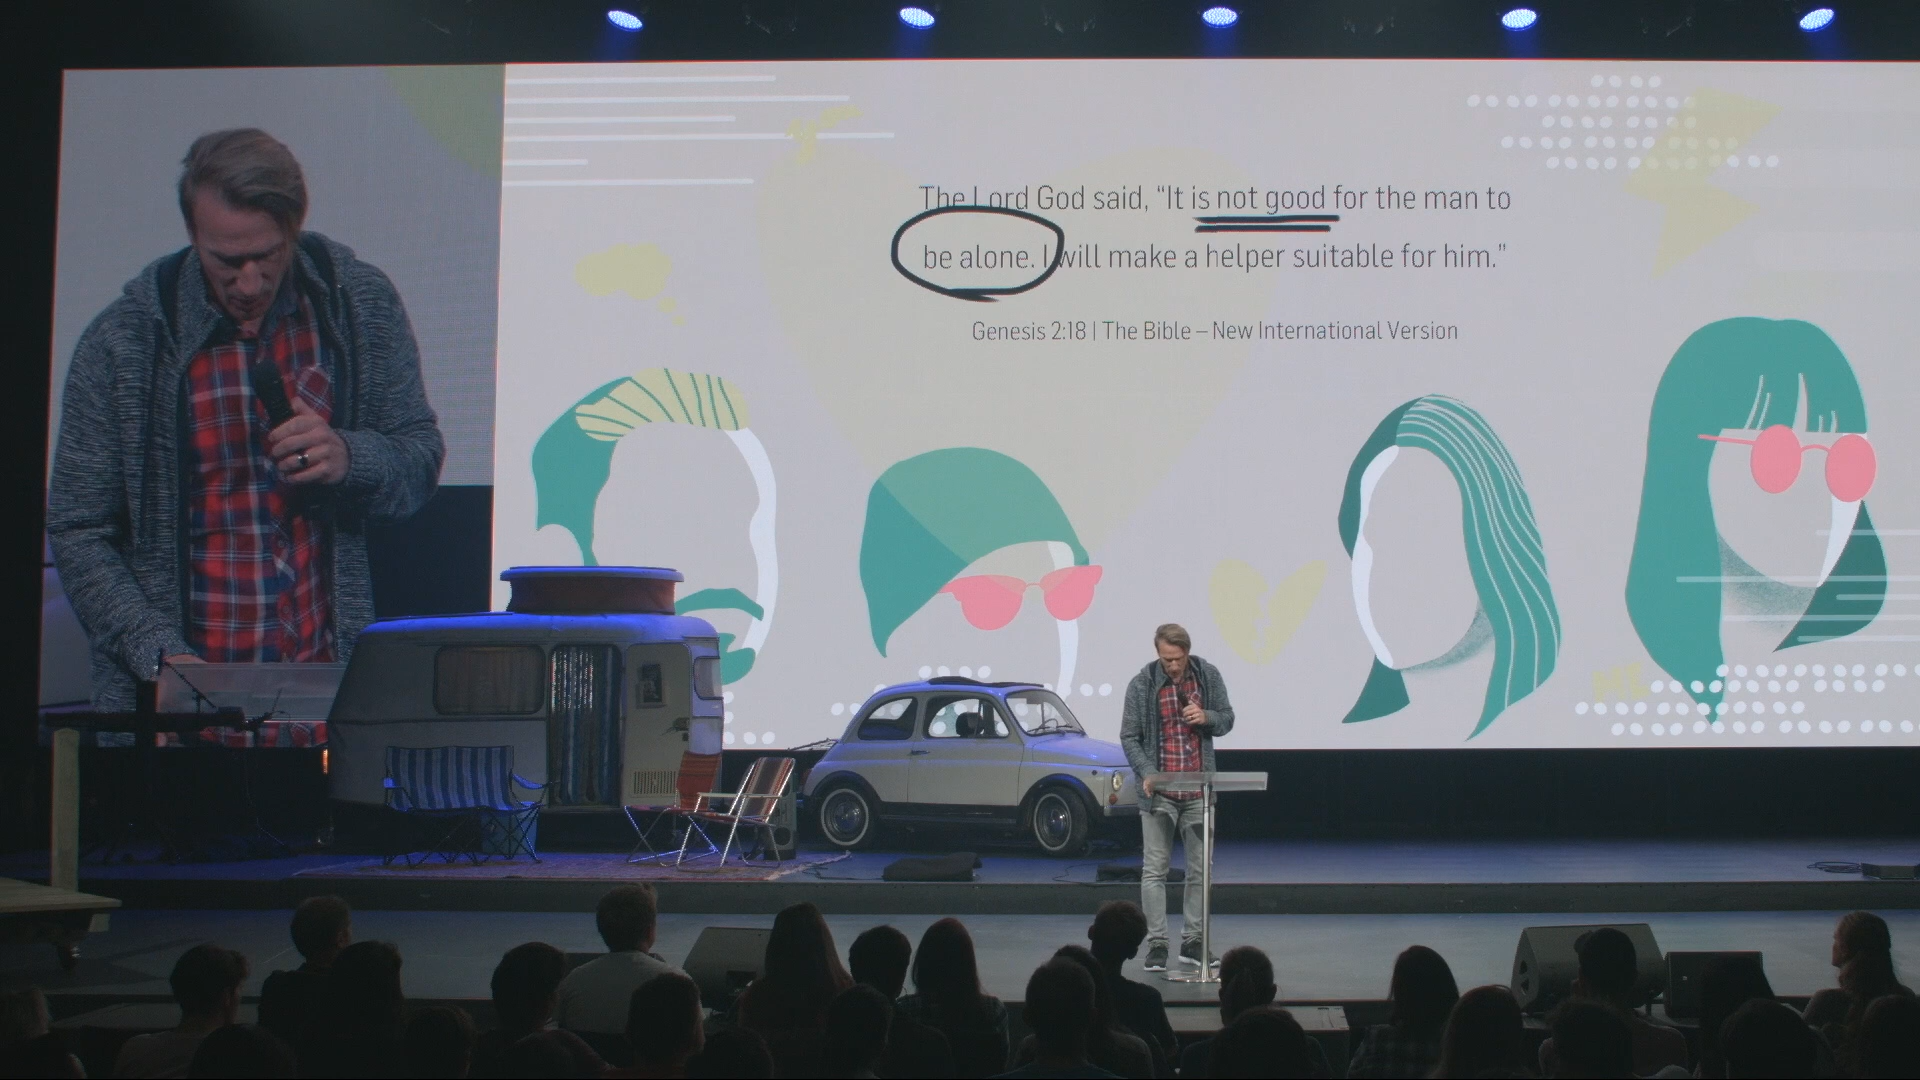 The Lord God said, “It is not good for the man to
be alone. I will make a helper suitable for him.”
Genesis 2:18 | The Bible – New International Version
ME